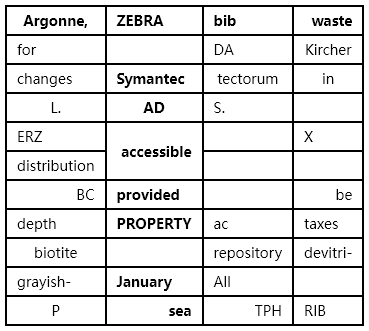 Argonne, ZEBRA bib waste
for DA Kircher
changes Symantec tectorum in
L. AD S.
ERZ accessible X
distribution
BC provided be
depth PROPERTY ac taxes
biotite repository devitri-
grayish- January All
P sea TPH RIB